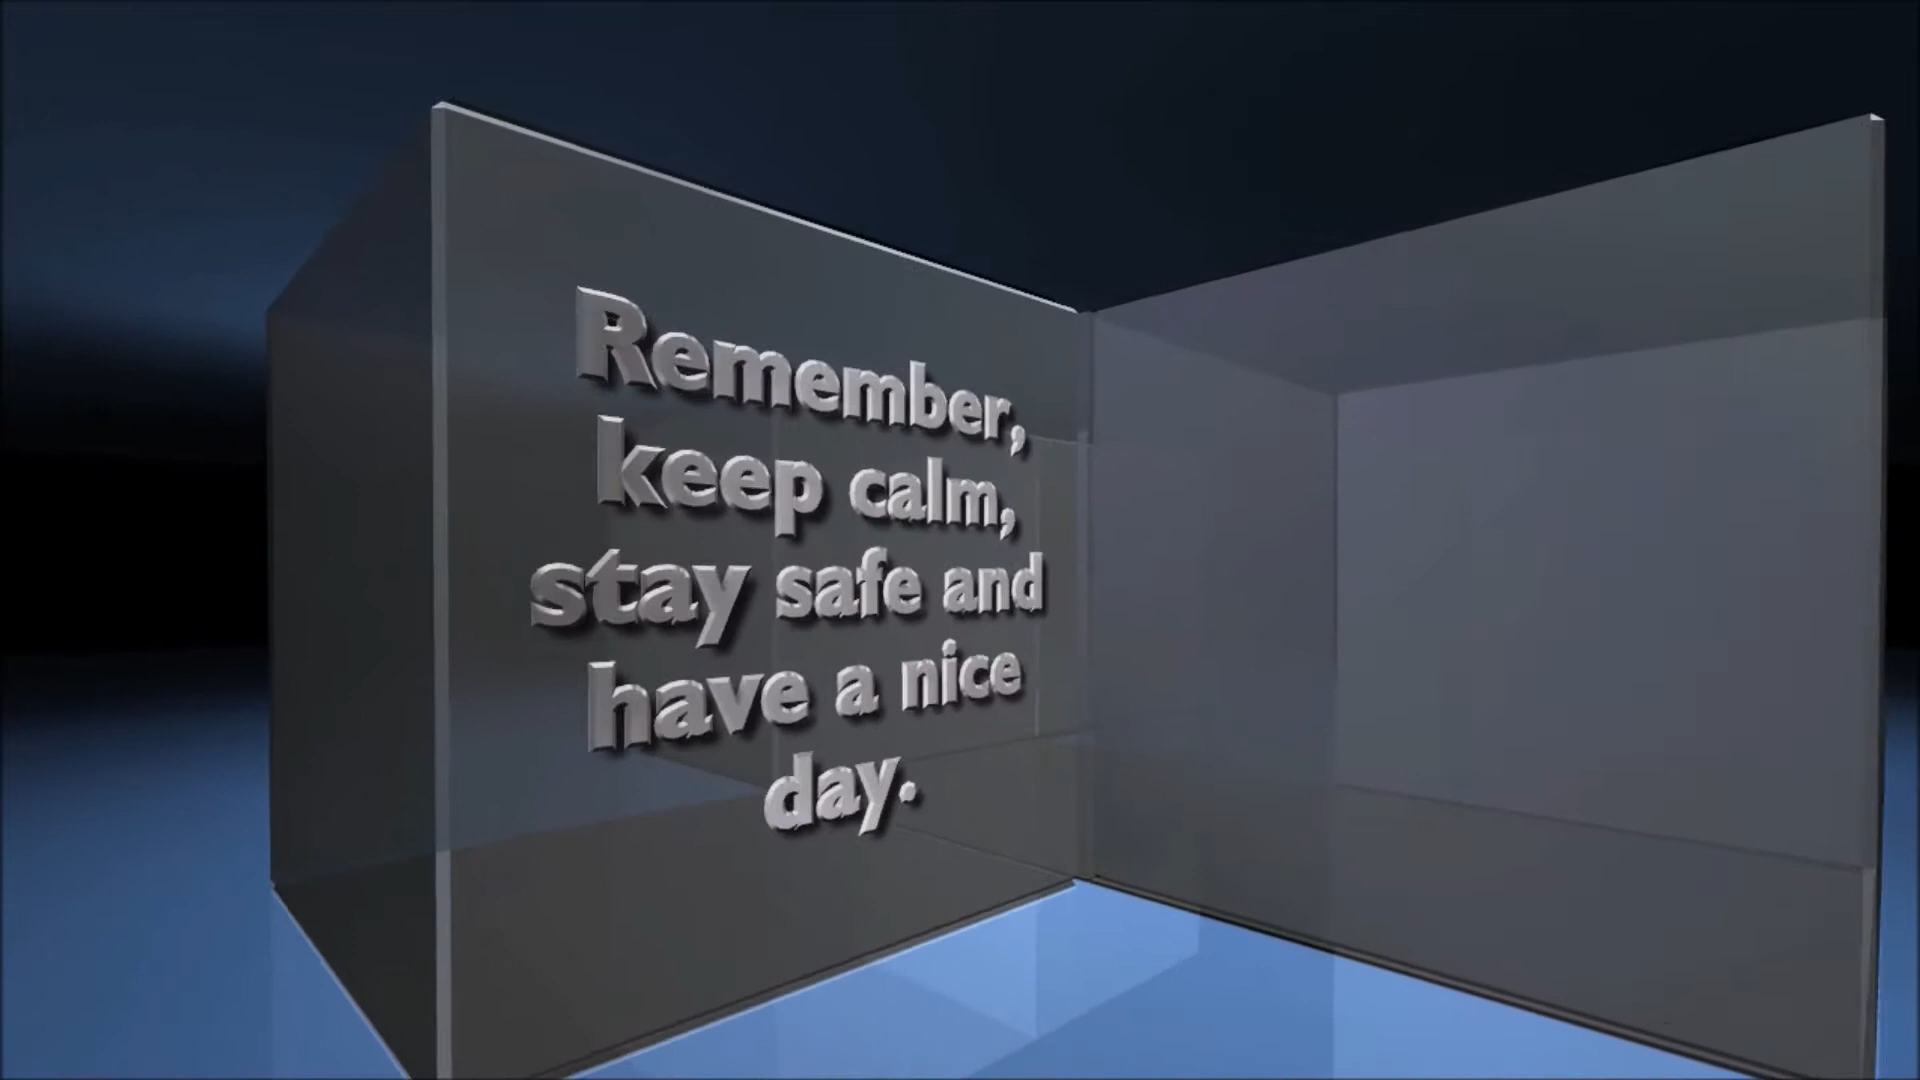 Remember,
keep calm,
stay safe and
have a nice
day.